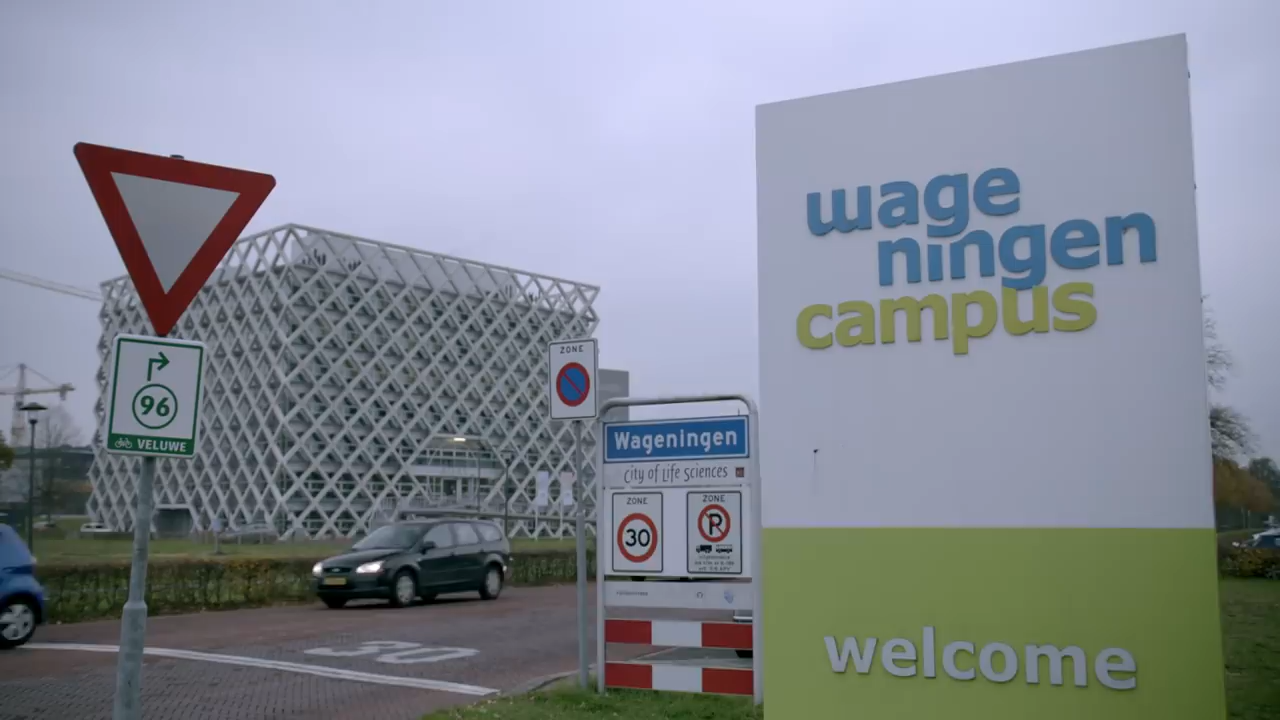 96
VELUWE
ZONE
Wageningen
city of life sciences
ZONE
30
ZONE
P
30
wage
ningen
campus
welcome